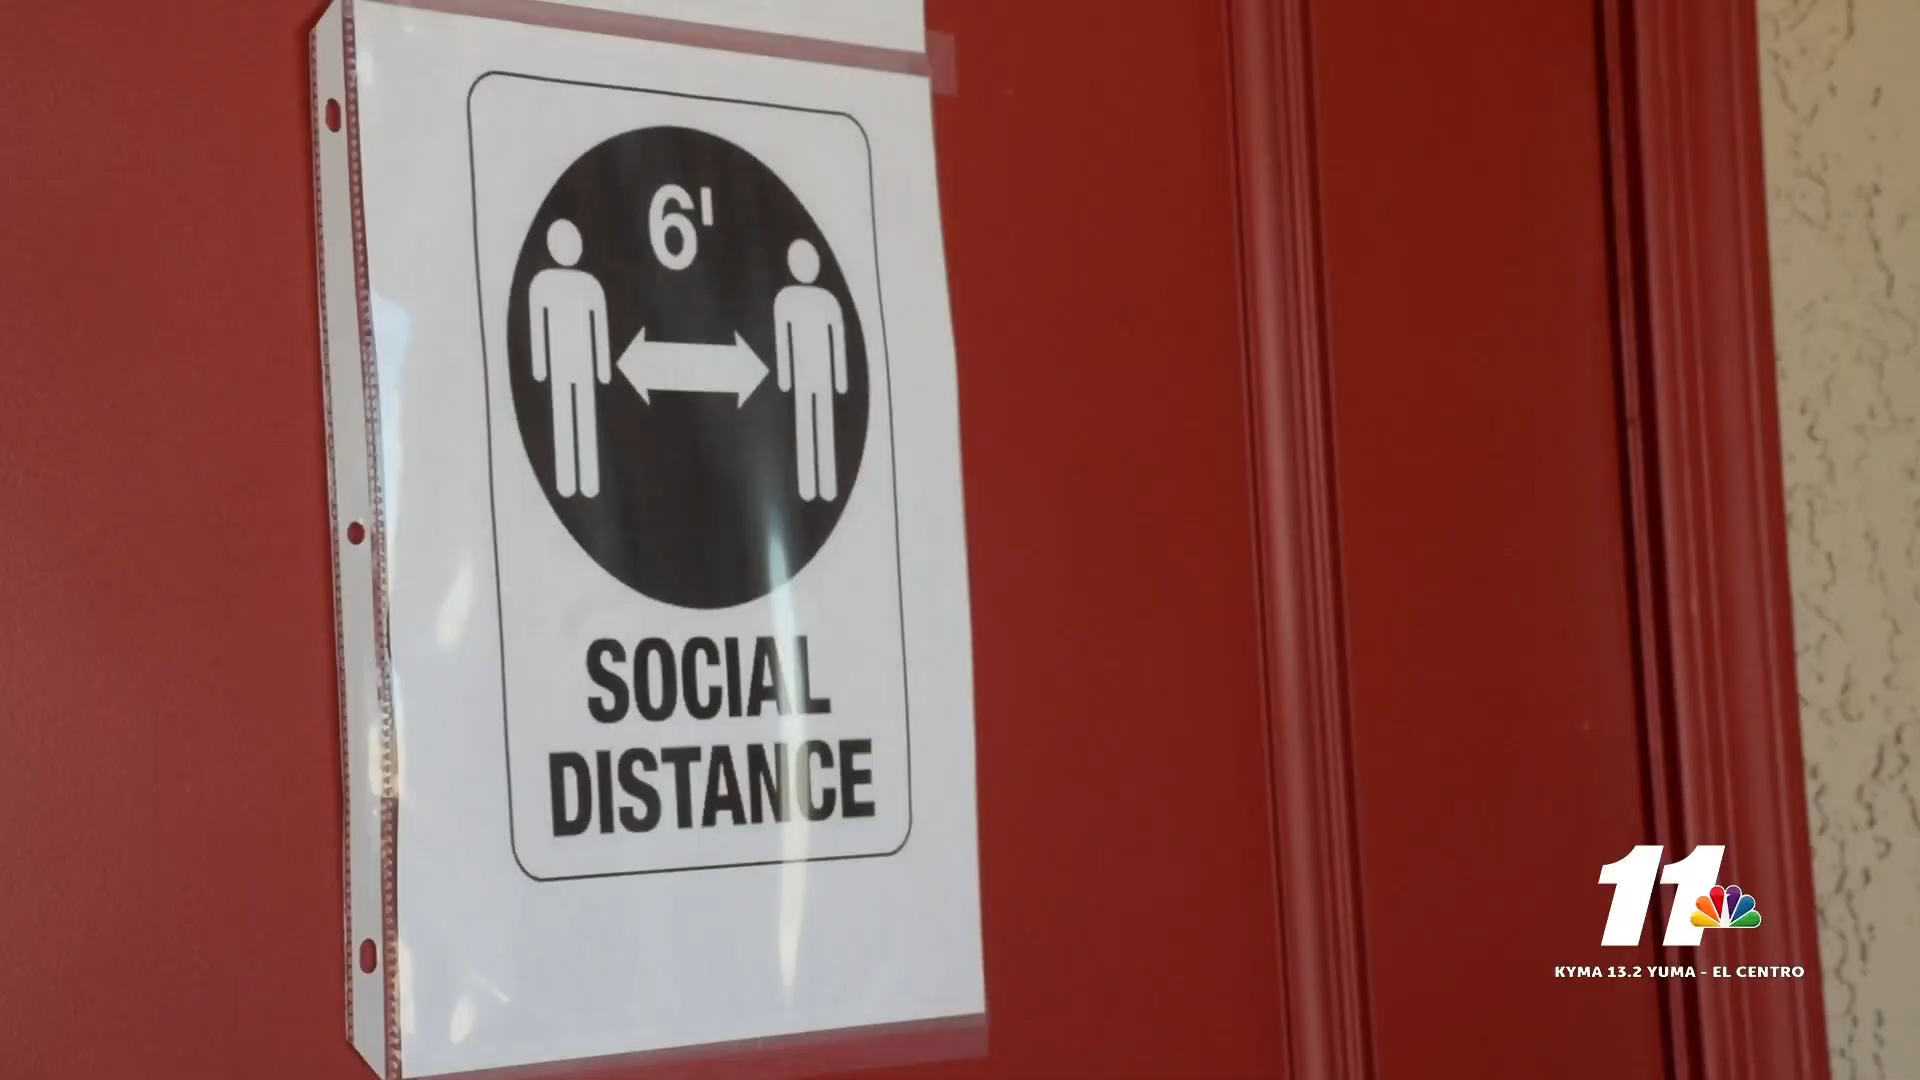 6'
SOCIAL
DISTANCE
11
KYMA 13.2 YUMA - EL CENTRO